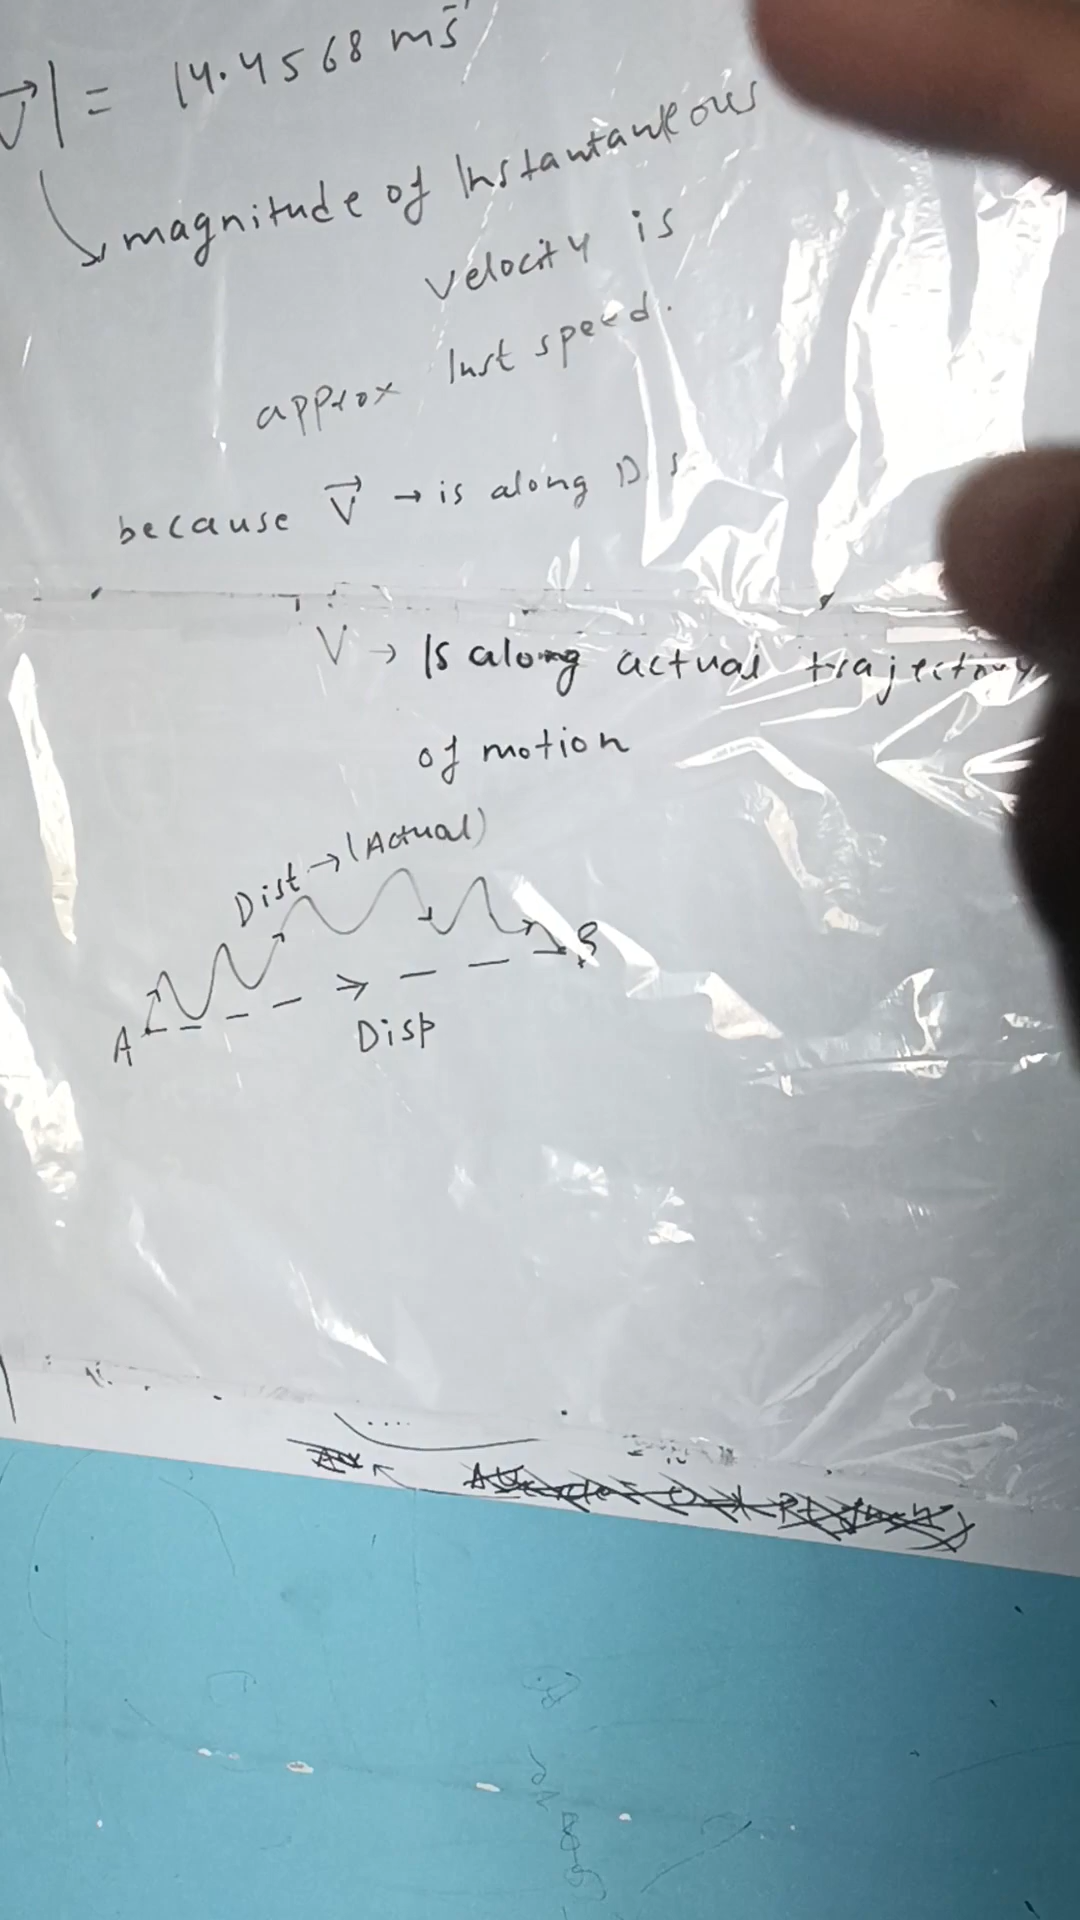 V⃗| = 14.4568 ms⁻¹
magnitude of Instantaneous
velocity is
approx Inst speed.
because V⃗ → is along
V → Is along actual trajectory
of motion
Dist → (Actual)
A
B
Disp